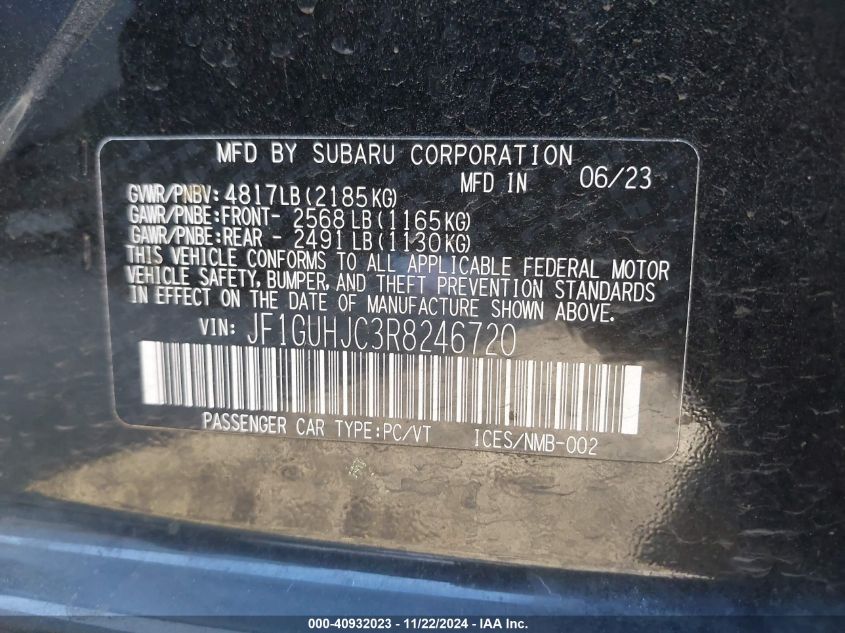 MFD BY SUBARU CORPORATION
MFD IN 06/23
GVWR/PNBV: 4817LB(2185KG)
GAWR/PNBE:FRONT- 2568LB(1165KG)
GAWR/PNBE:REAR - 2491LB(1130KG)
THIS VEHICLE CONFORMS TO ALL APPLICABLE FEDERAL MOTOR
VEHICLE SAFETY, BUMPER, AND THEFT PREVENTION STANDARDS
IN EFFECT ON THE DATE OF MANUFACTURE SHOWN ABOVE.
VIN: JF1GUHJC3R8246720
PASSENGER CAR TYPE:PC/VT ICES/NMB-002
000-40932023 - 11/22/2024 - IAA Inc.